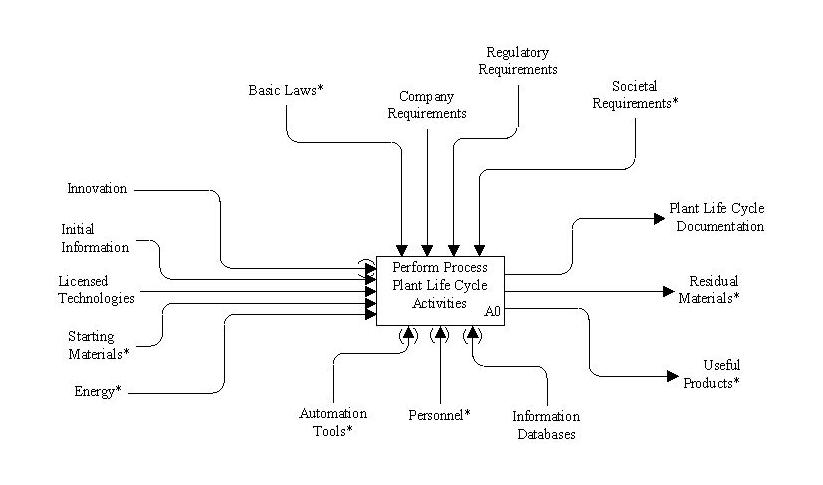 Regulatory
Requirements
Basic Laws*
Company
Requirements
Societal
Requirements*
Innovation
Initial
Information
Licensed
Technologies
Starting
Materials*
Energy*
Perform Process
Plant Life Cycle
Activities
A0
Plant Life Cycle
Documentation
Residual
Materials*
Useful
Products*
Automation
Tools*
Personnel*
Information
Databases